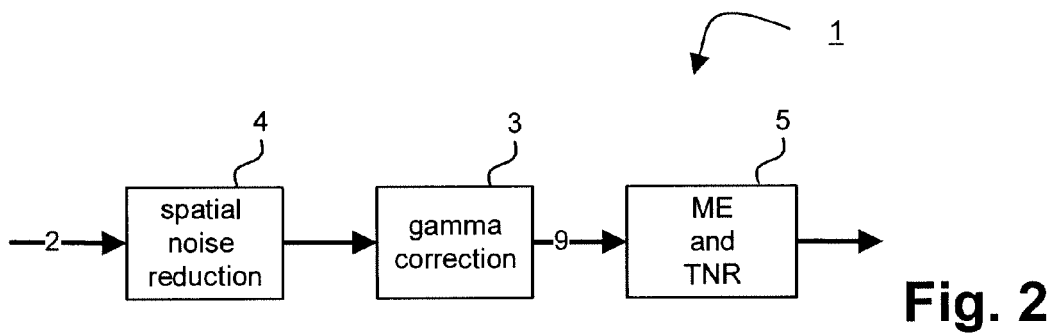 1
4
3
5
2
spatial
noise
reduction
gamma
correction
9
ME
and
TNR
Fig. 2